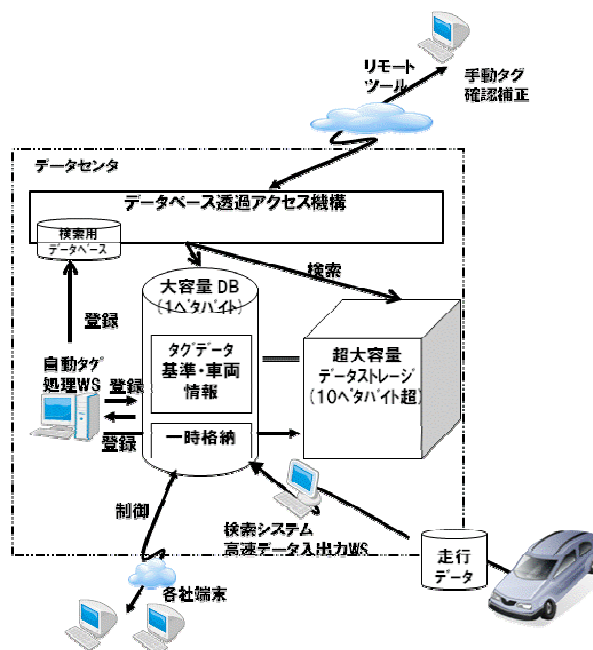 リモート
ツール
手動タグ
確認補正
データセンタ
データベース透過アクセス機構
検索用
データベース
検索
大容量 DB
(1ペタバイト)
登録
超大容量
データストレージ
(10ペタバイト超)
タグデータ
基準・車両
情報
自動タグ
処理WS
登録
登録
一時格納
制御
検索システム
高速データ入出力WS
走行
データ
各社端末